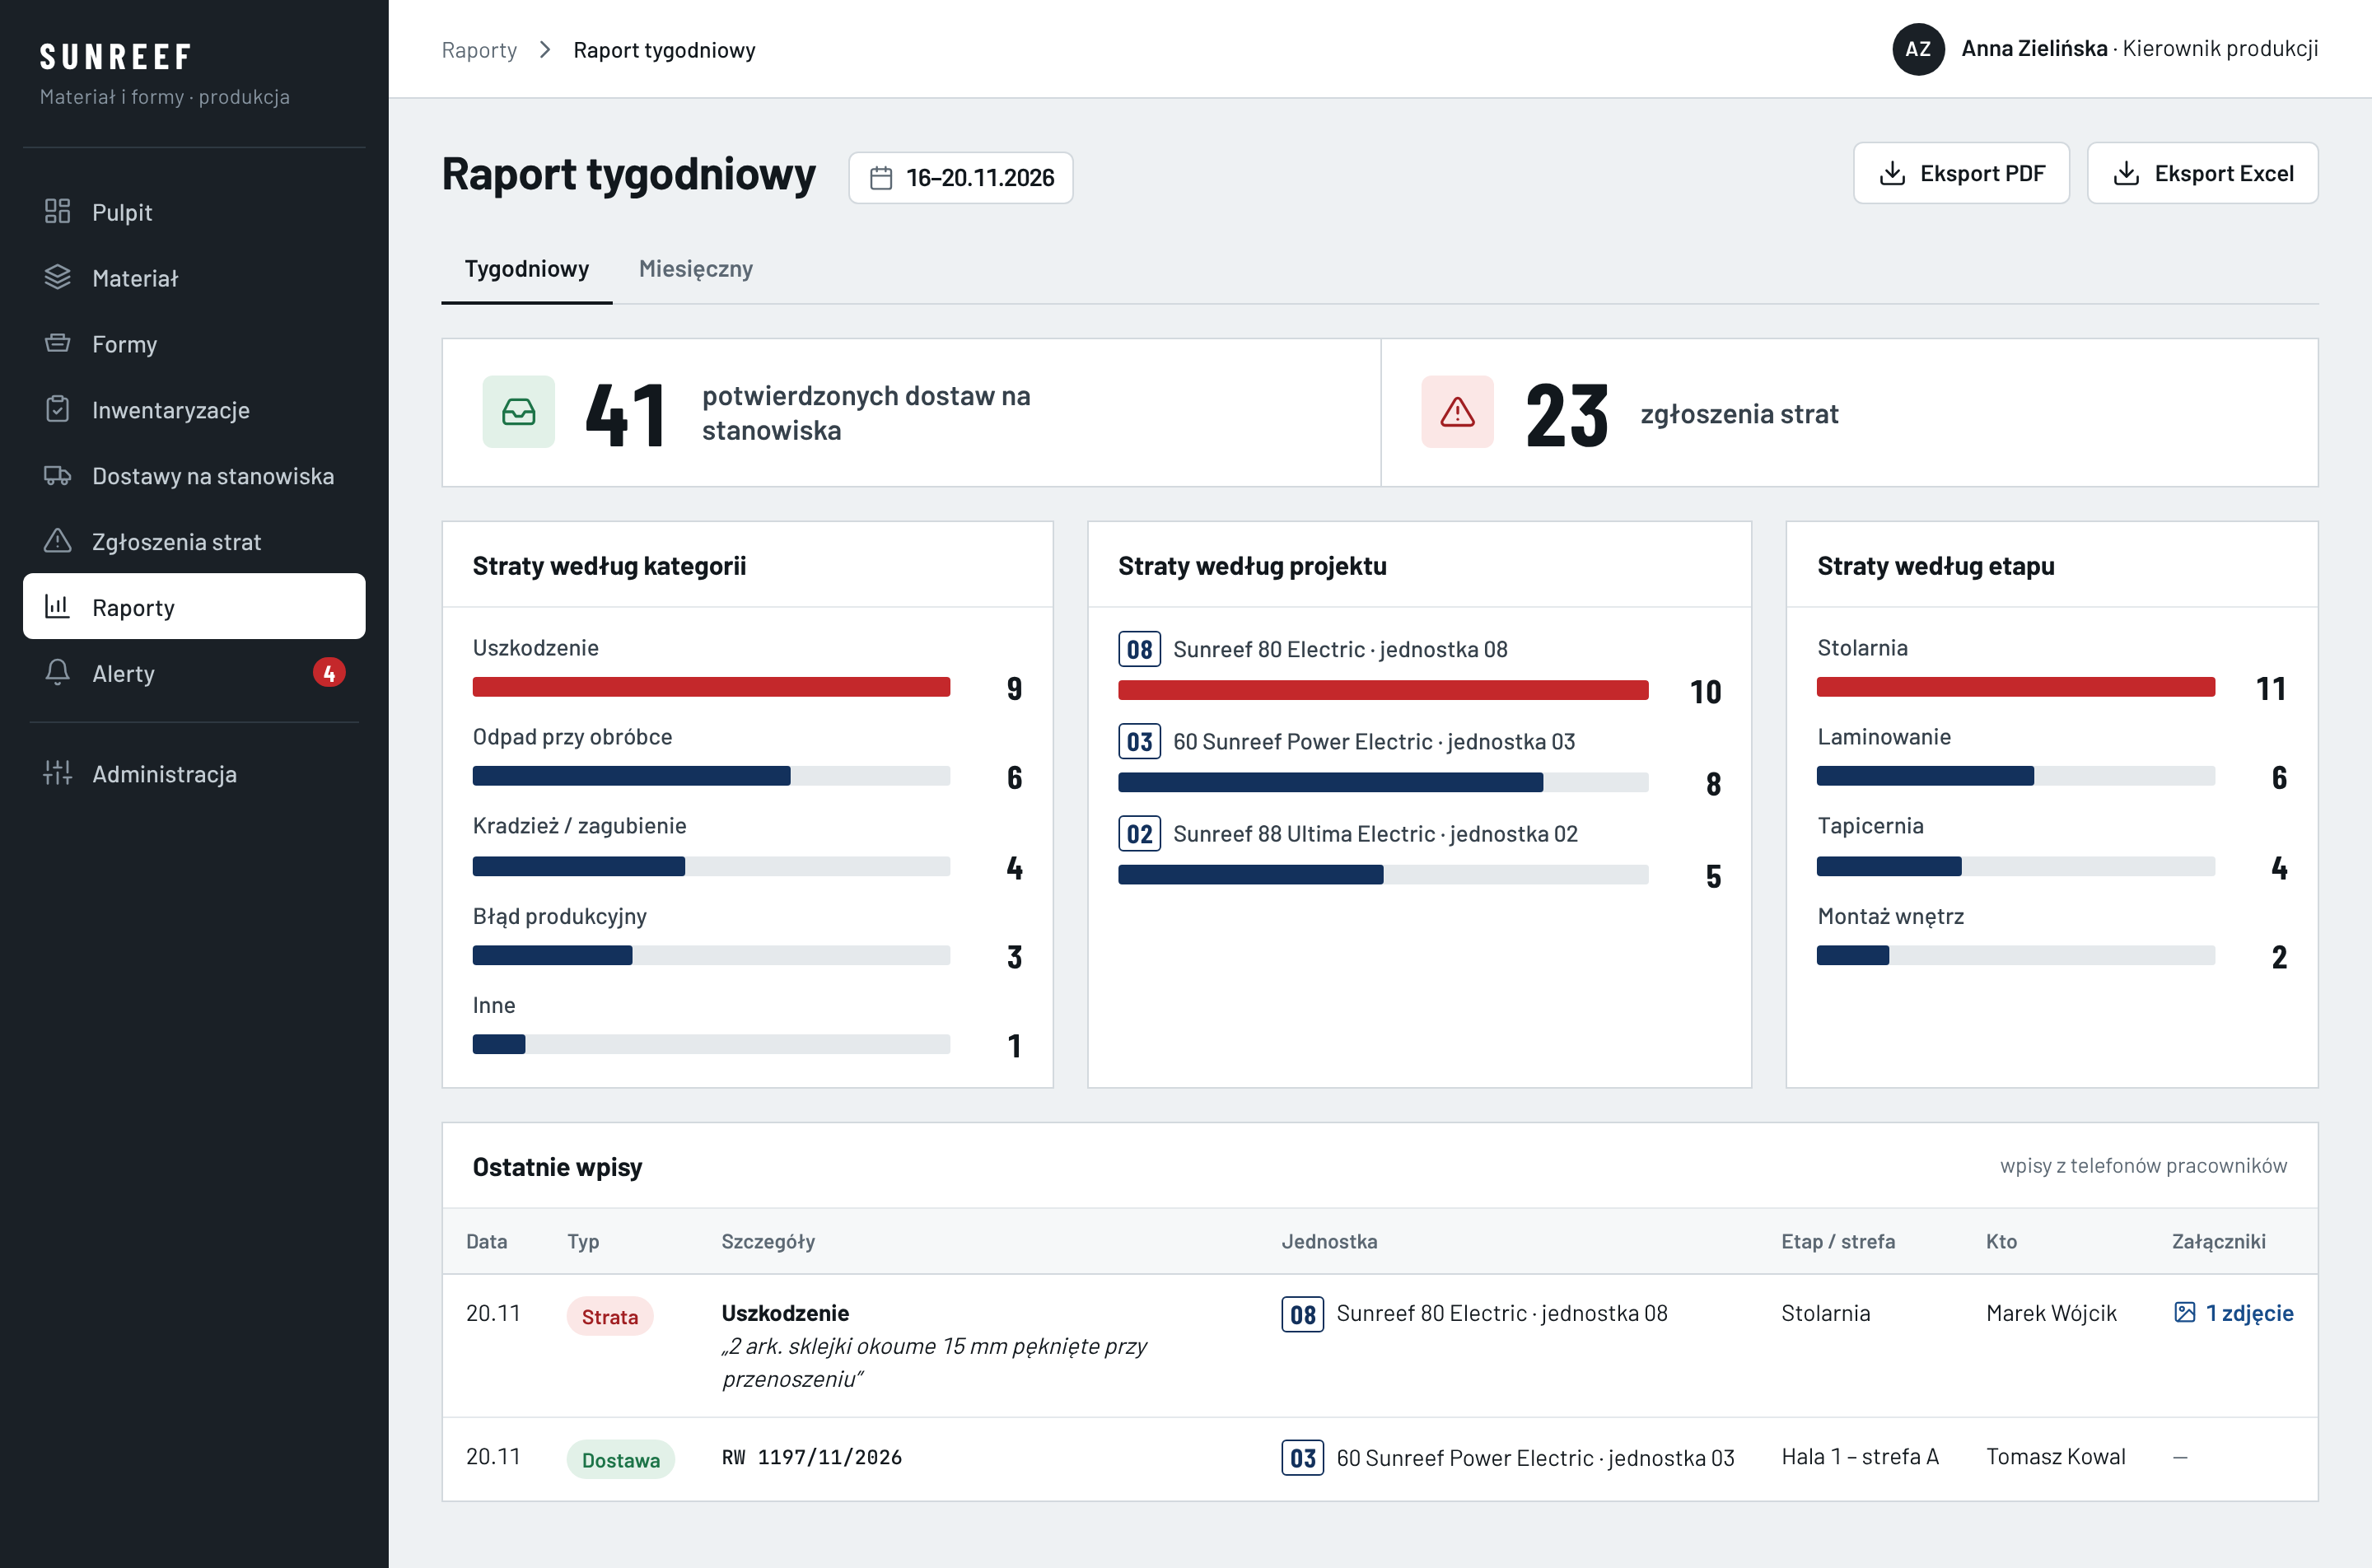 SUNREEF
Materiał i formy · produkcja
Pulpit
Materiał
Formy
Inwentaryzacje
Dostawy na stanowiska
Zgłoszenia strat
Raporty
Alerty 4
Administracja
Raporty > Raport tygodniowy
AZ Anna Zielińska · Kierownik produkcji
Raport tygodniowy 16–20.11.2026
Eksport PDF
Eksport Excel
Tygodniowy Miesięczny
41 potwierdzonych dostaw na
stanowiska
23 zgłoszenia strat
Straty według kategorii
Uszkodzenie
9
Odpad przy obróbce
6
Kradzież / zagubienie
4
Błąd produkcyjny
3
Inne
1
Straty według projektu
08 Sunreef 80 Electric · jednostka 08
10
03 60 Sunreef Power Electric · jednostka 03
8
02 Sunreef 88 Ultima Electric · jednostka 02
5
Straty według etapu
Stolarnia
11
Laminowanie
6
Tapicernia
4
Montaż wnętrz
2
Ostatnie wpisy
wpisy z telefonów pracowników
Data Typ Szczegóły Jednostka Etap / strefa Kto Załączniki
20.11 Strata Uszkodzenie 08 Sunreef 80 Electric · jednostka 08 Stolarnia Marek Wójcik 1 zdjęcie
„2 ark. sklejki okoume 15 mm pęknięte przy
przenoszeniu”
20.11 Dostawa RW 1197/11/2026 03 60 Sunreef Power Electric · jednostka 03 Hala 1 – strefa A Tomasz Kowal –